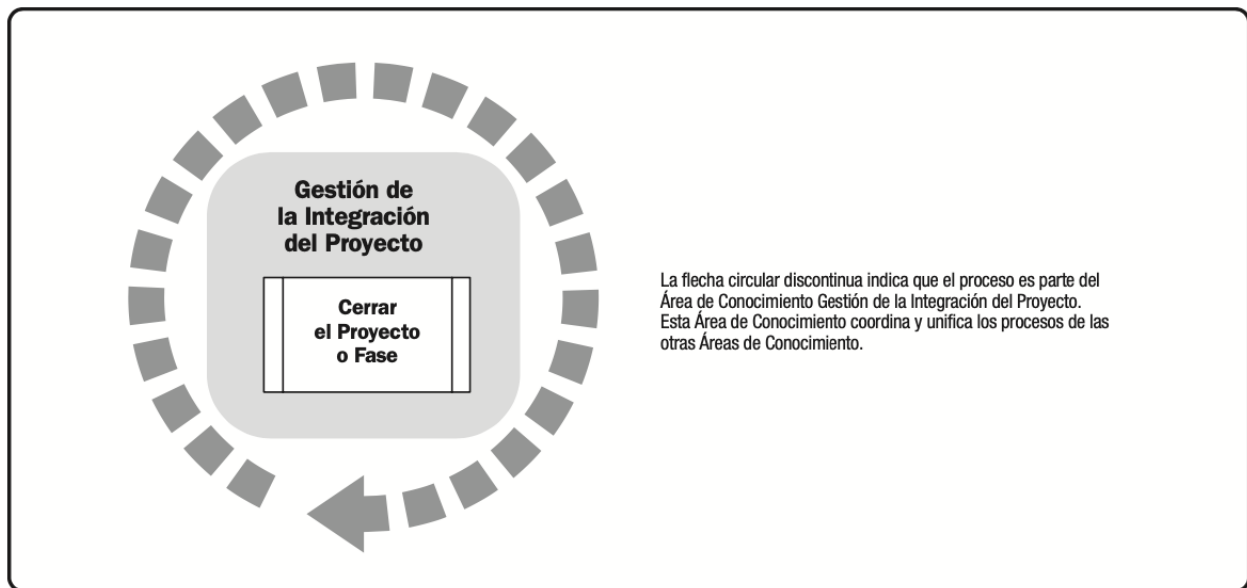 Gestión de
la Integración
del Proyecto
Cerrar
el Proyecto
o Fase
La flecha circular discontinua indica que el proceso es parte del
Área de Conocimiento Gestión de la Integración del Proyecto.
Esta Área de Conocimiento coordina y unifica los procesos de las
otras Áreas de Conocimiento.